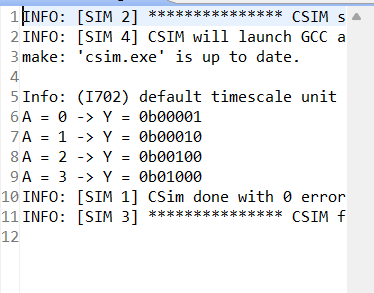 1 INFO: [SIM 2] *************** CSIM s
2 INFO: [SIM 4] CSIM will launch GCC a
3 make: 'csim.exe' is up to date.
4
5 Info: (I702) default timescale unit
6 A = 0 -> Y = 0b00001
7 A = 1 -> Y = 0b00010
8 A = 2 -> Y = 0b00100
9 A = 3 -> Y = 0b01000
10 INFO: [SIM 1] CSim done with 0 error
11 INFO: [SIM 3] *************** CSIM f
12